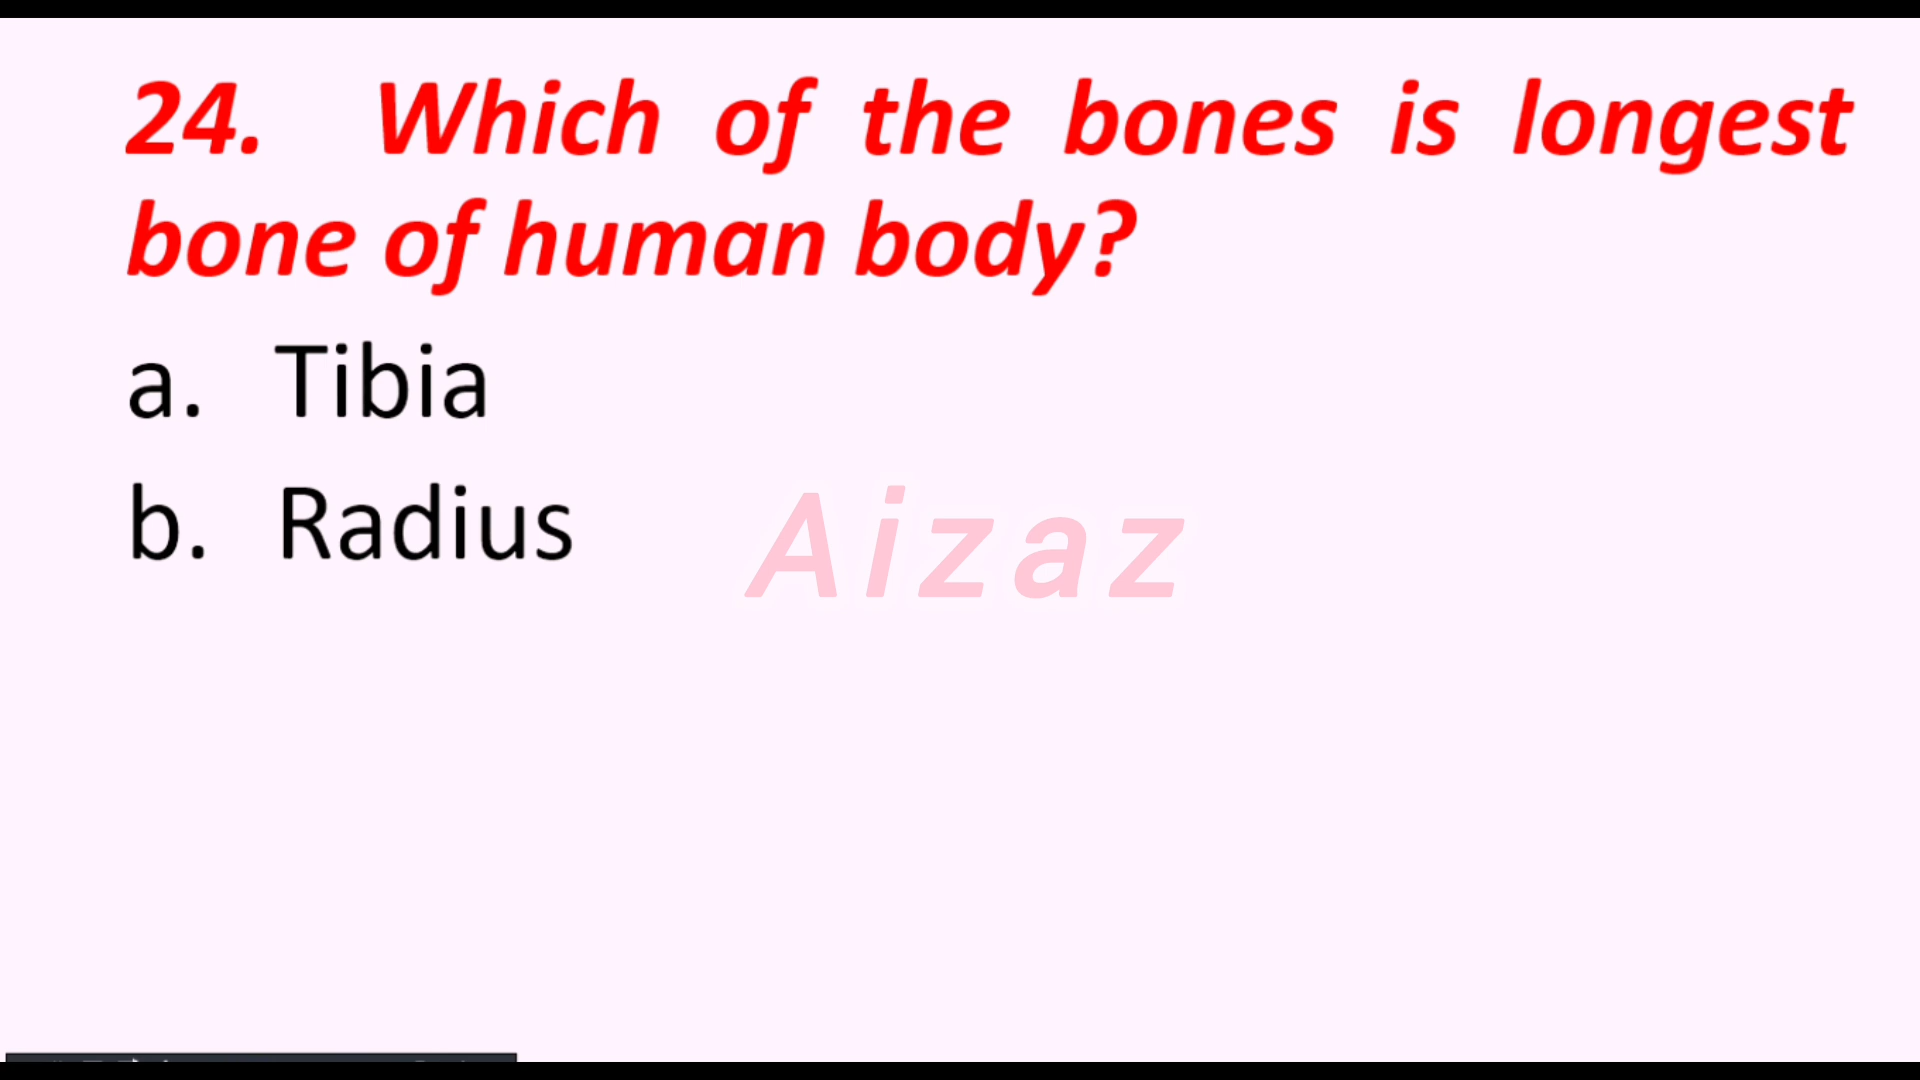 24. Which of the bones is longest
bone of human body?
a. Tibia
b. Radius
Aizaz